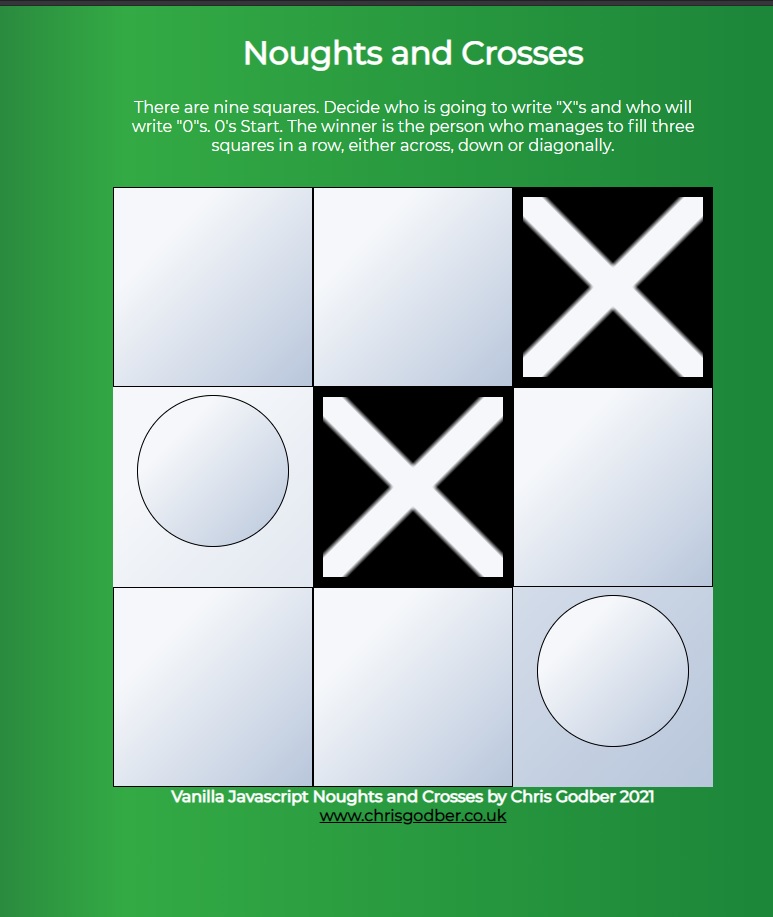 Noughts and Crosses
There are nine squares. Decide who is going to write "X"s and who will
write "0"s. 0's Start. The winner is the person who manages to fill three
squares in a row, either across, down or diagonally.
Vanilla Javascript Noughts and Crosses by Chris Godber 2021
www.chrisgodber.co.uk